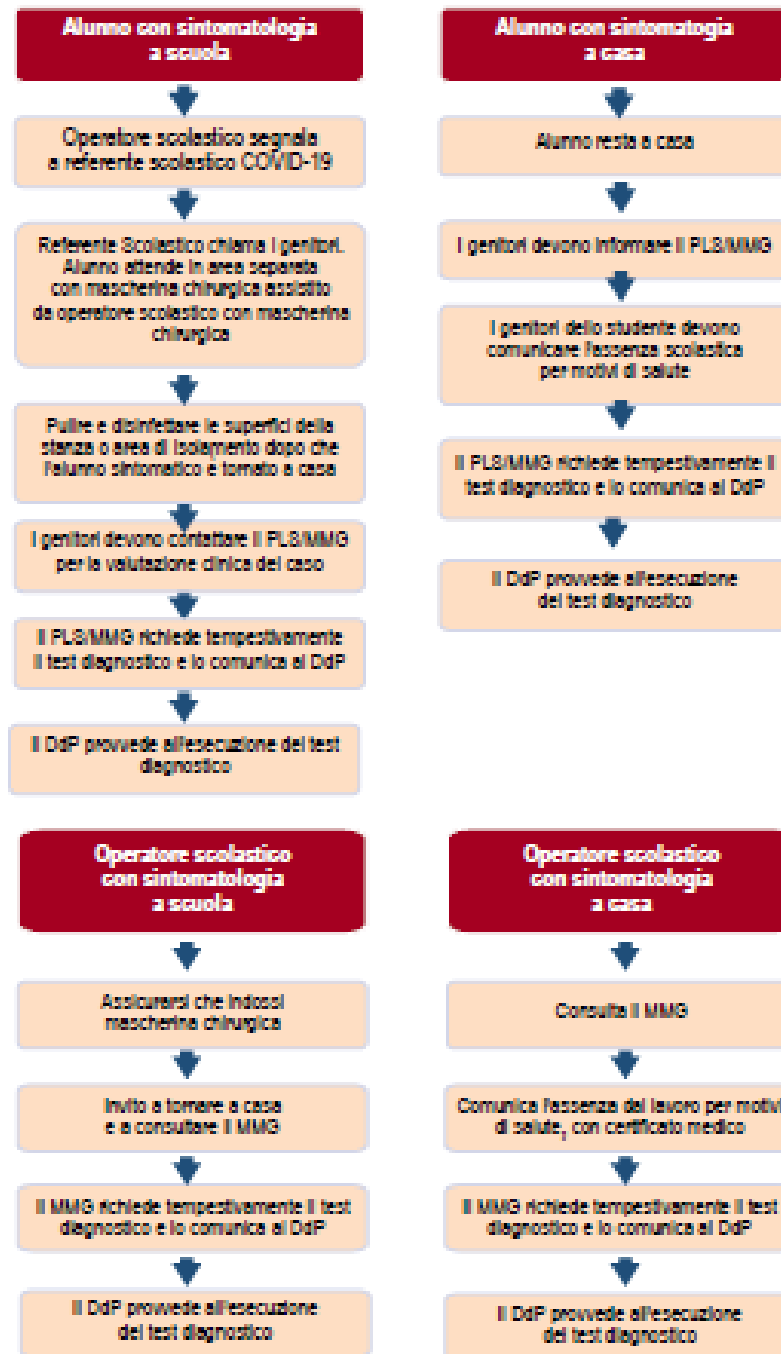 Alunno con sintomatologia
a scuola
Operatore scolastico segnala
a referente scolastico COVID-19
Referente Scolastico chiama i genitori.
Alunno attende in area separata
con mascherina chirurgica assistito
da operatore scolastico con mascherina
chirurgica
Pulire e disinfettare le superfici della
stanza o area di isolamento dopo che
l'alunno sintomatico è tornato a casa
I genitori devono contattare il PLS/MMG
per la valutazione clinica del caso
Il PLS/MMG richiede tempestivamente
il test diagnostico e lo comunica al DdP
Il DdP provvede all'esecuzione del test
diagnostico
Alunno con sintomatogia
a casa
Alunno resta a casa
I genitori devono informare il PLS/MMG
I genitori dello studente devono
comunicare l'assenza scolastica
per motivi di salute
Il PLS/MMG richiede tempestivamente il
test diagnostico e lo comunica al DdP
Il DdP provvede all'esecuzione
del test diagnostico
Operatore scolastico
con sintomatologia
a scuola
Assicurarsi che indossi
mascherina chirurgica
Invito a tornare a casa
e a consultare il MMG
Il MMG richiede tempestivamente il test
diagnostico e lo comunica al DdP
Il DdP provvede all'esecuzione
del test diagnostico
Operatore scolastico
con sintomatologia
a casa
Consulta il MMG
Comunica l'assenza dal lavoro per motivi
di salute, con certificato medico
Il MMG richiede tempestivamente il test
diagnostico e lo comunica al DdP
Il DdP provvede all'esecuzione
del test diagnostico